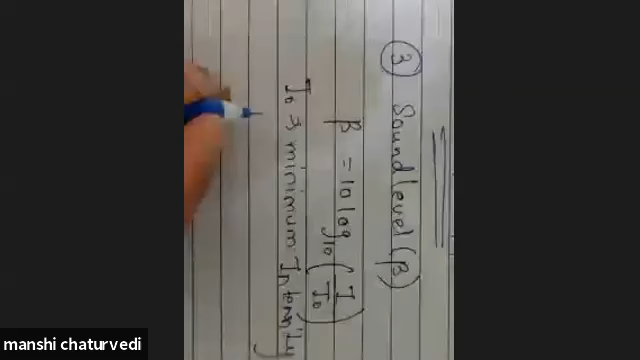 ③ Sound level (β)
β = 10 log₁₀ (I/I₀)
I₀ → minimum Intensity
manshi chaturvedi